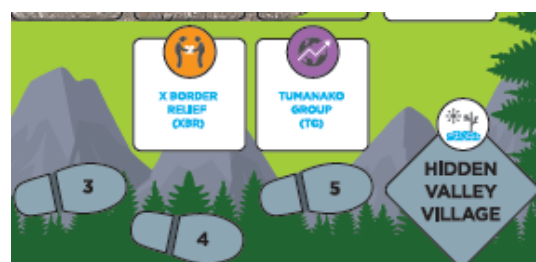 X BORDER
RELIEF
(XBR)
TUMANAKO
GROUP
(TG)
3
4
5
HIDDEN
VALLEY
VILLAGE